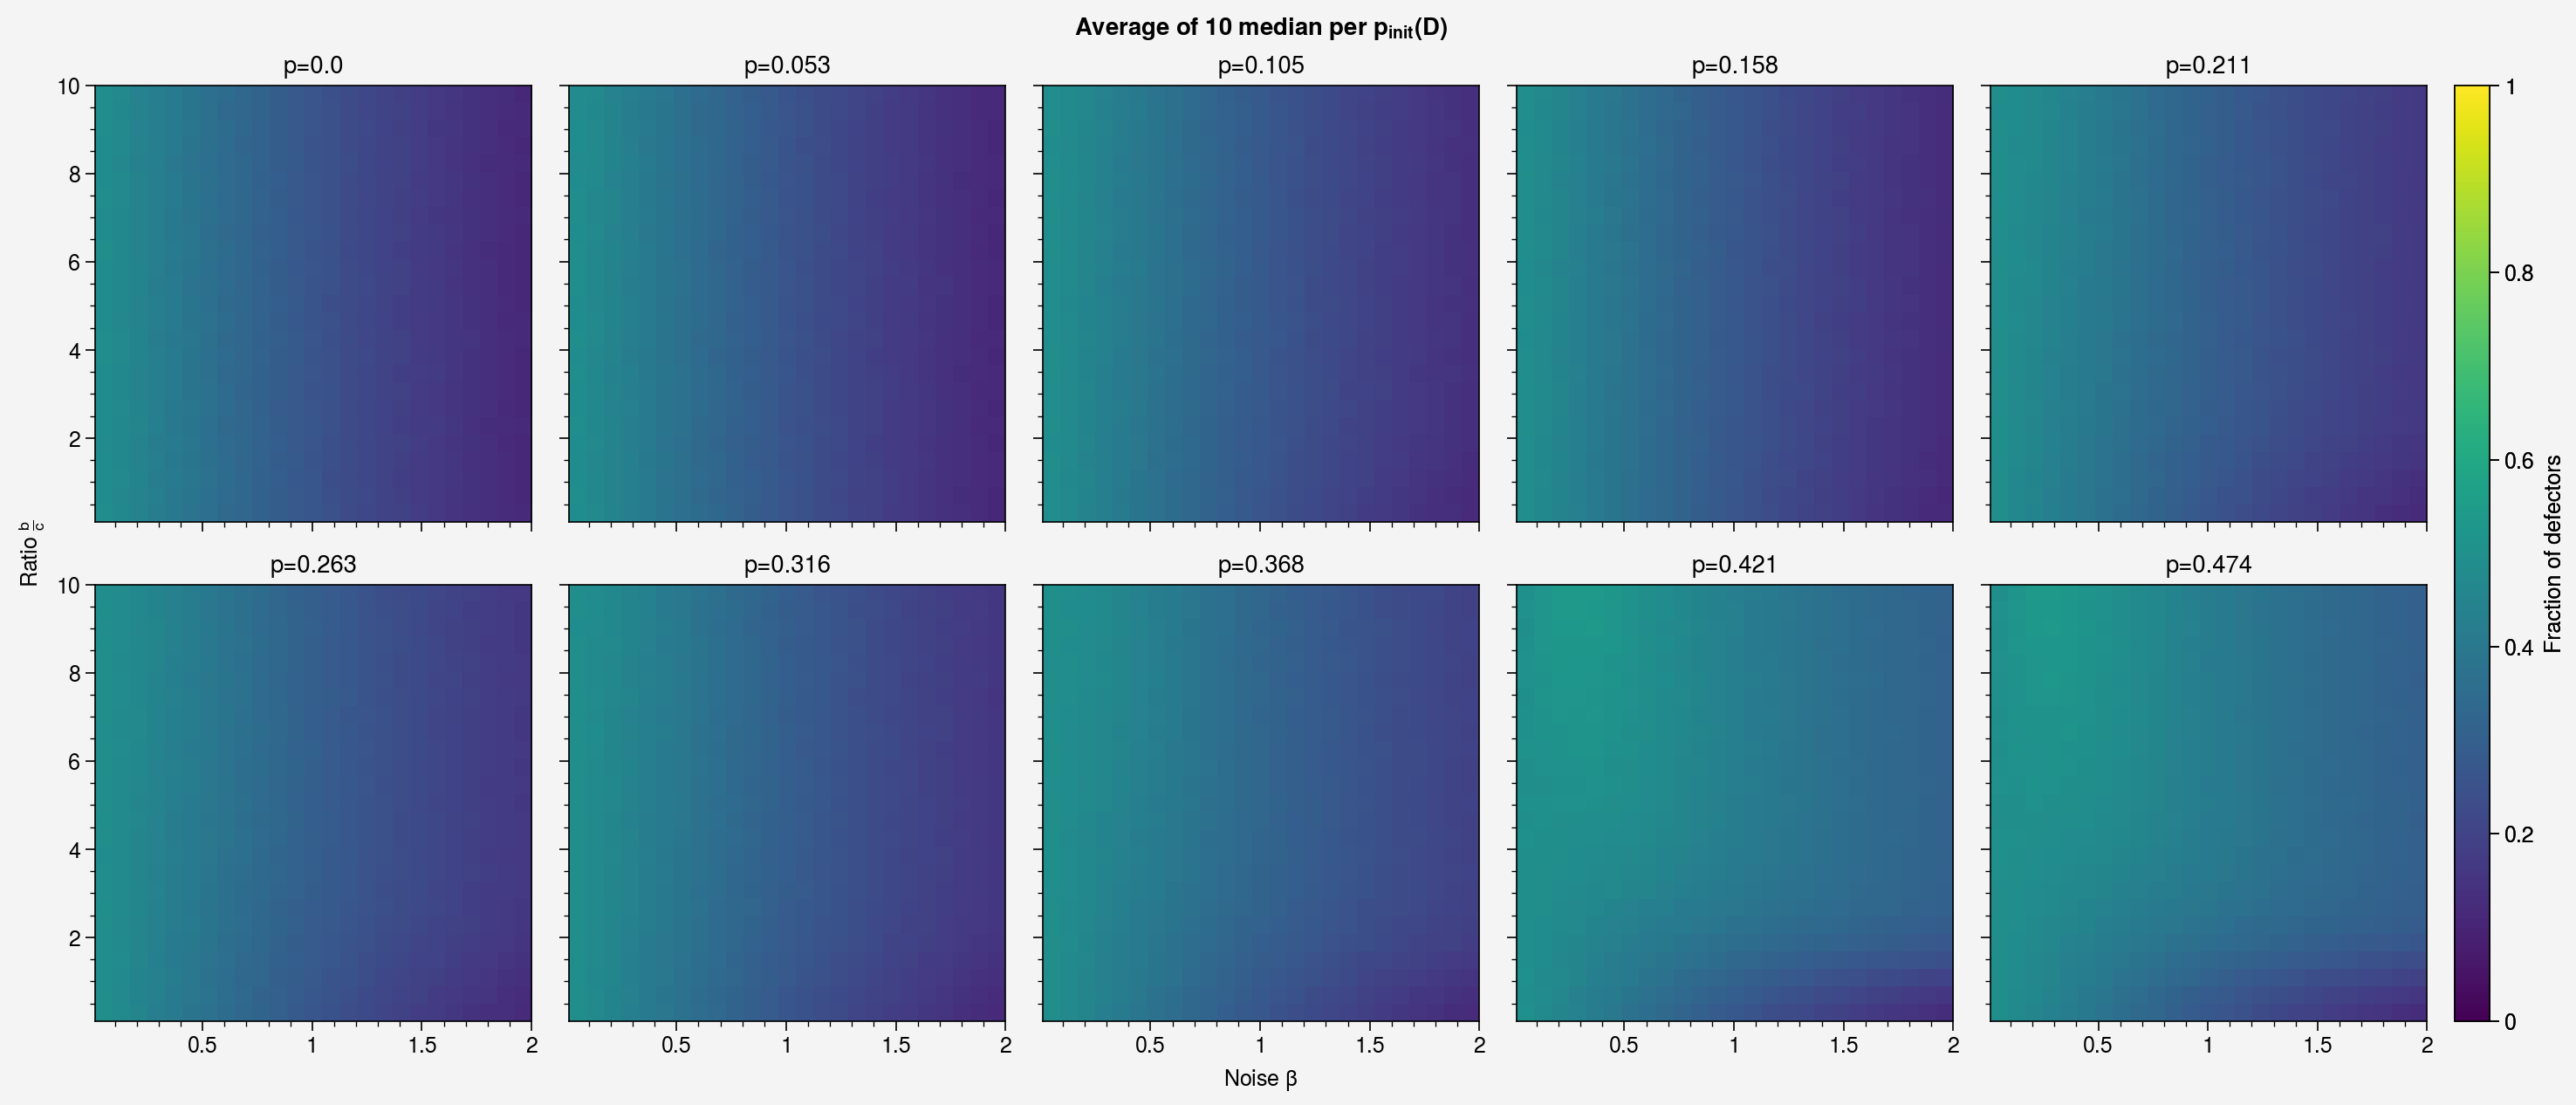 Average of 10 median per p_init(D)
p=0.0
p=0.053
p=0.105
p=0.158
p=0.211
10
8
6
4
2
p=0.263
p=0.316
p=0.368
p=0.421
p=0.474
10
8
6
4
2
0.5 1 1.5 2
0.5 1 1.5 2
0.5 1 1.5 2
0.5 1 1.5 2
0.5 1 1.5 2
Ratio b/c
Noise β
1
0.8
0.6
0.4
0.2
0
Fraction of defectors